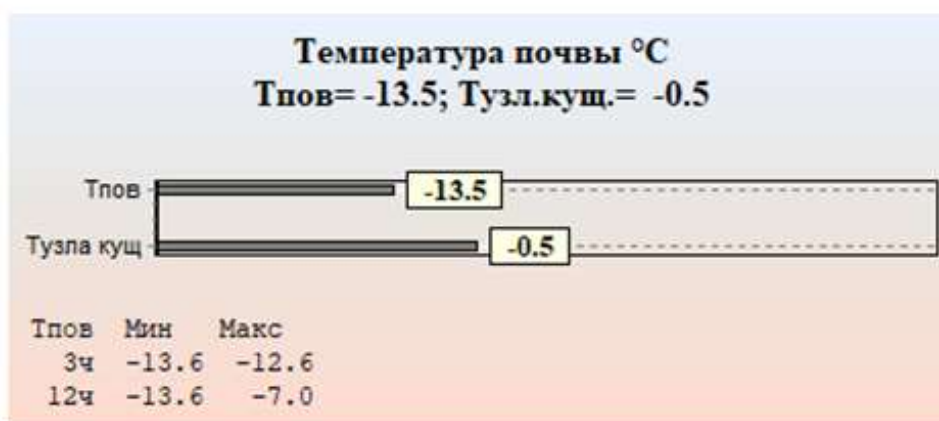 Температура почвы °C
Тпов= -13.5; Тузл.кущ.= -0.5
Тпов -13.5
Тузла кущ -0.5
Тпов Мин Макс
3ч -13.6 -12.6
12ч -13.6 -7.0